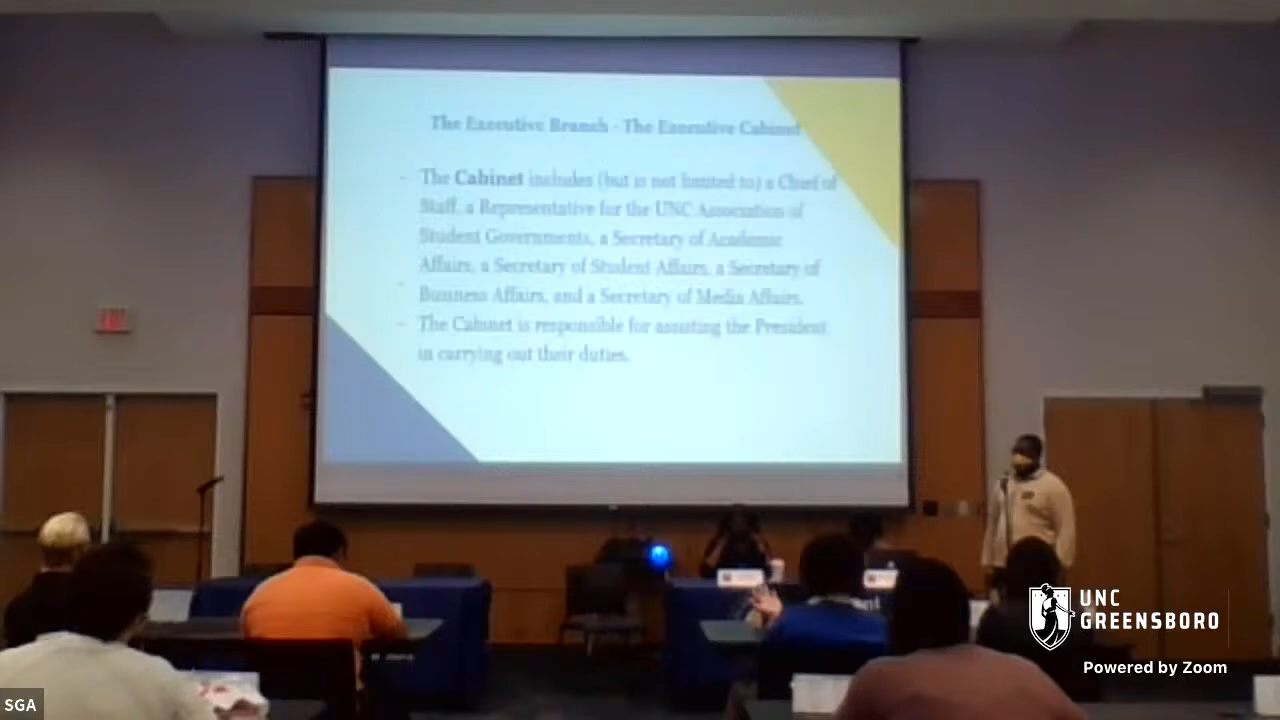 The Executive Branch - The Executive Cabinet
- The Cabinet includes (but is not limited to) a Chief of
Staff, a Representative for the UNC Association of
Student Governments, a Secretary of Academic
Affairs, a Secretary of Student Affairs, a Secretary of
- Business Affairs, and a Secretary of Media Affairs.
- The Cabinet is responsible for assisting the President
in carrying out their duties.
UNC
GREENSBORO
Powered by Zoom
SGA